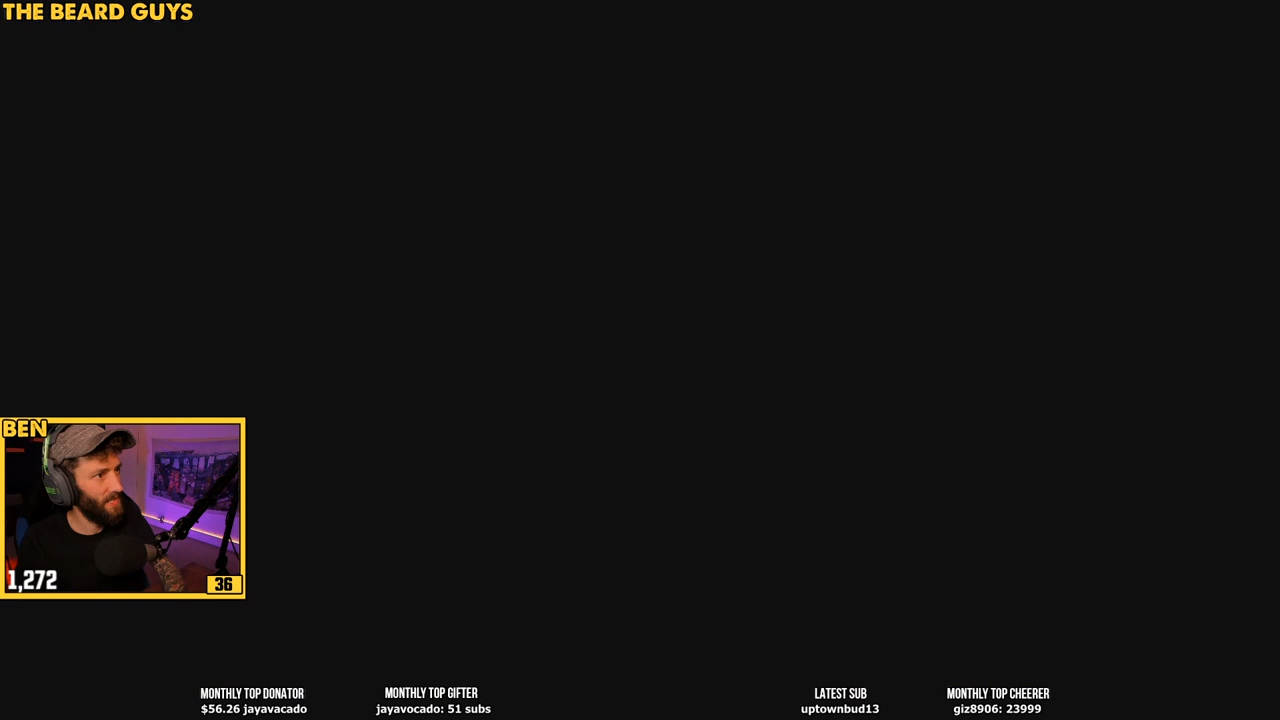 THE BEARD GUYS
BEN
1,272
36
MONTHLY TOP DONATOR
$56.26 jayavacado
MONTHLY TOP GIFTER
jayavocado: 51 subs
LATEST SUB
uptownbud13
MONTHLY TOP CHEERER
giz8906: 23999